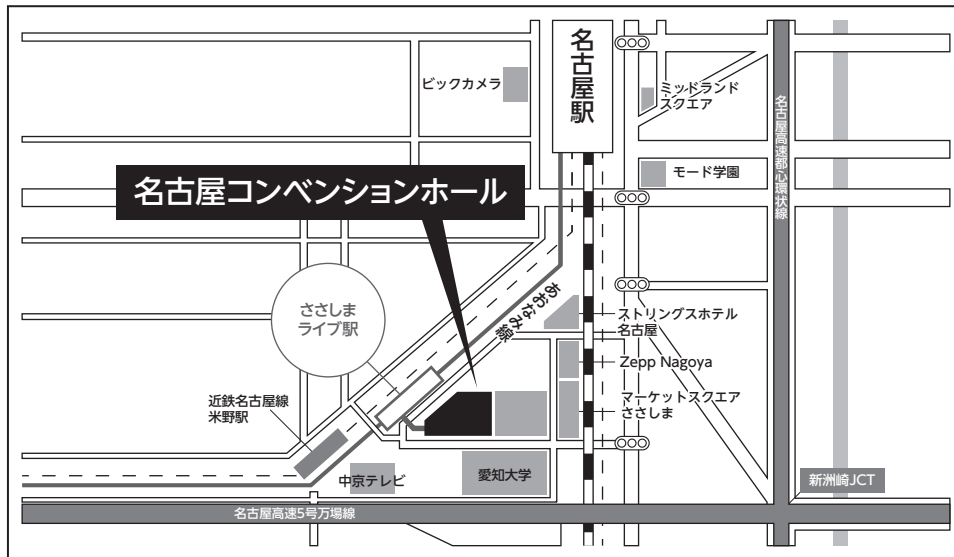 名古屋駅
ビックカメラ
ミッドランド
スクエア
名古屋高速都心環状線
モード学園
名古屋コンベンションホール
あおなみ線
ささしま
ライブ駅
ストリングスホテル
名古屋
Zepp Nagoya
マーケットスクエア
ささしま
近鉄名古屋線
米野駅
中京テレビ
愛知大学
新洲崎JCT
名古屋高速5号万場線